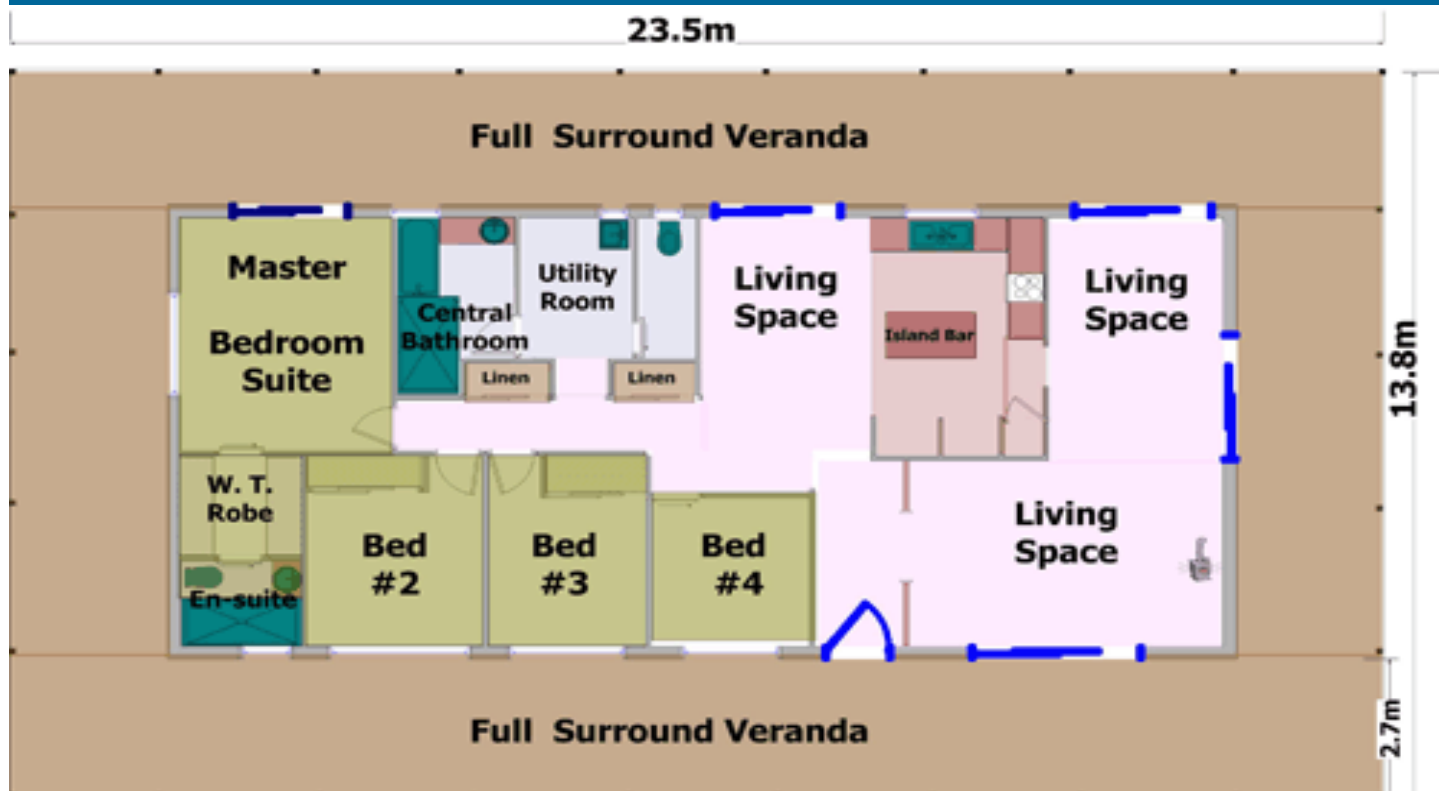 23.5m
Full Surround Veranda
Master
Bedroom
Suite
Central
Bathroom
Utility
Room
Linen
Linen
Living
Space
Island Bar
Living
Space
13.8m
W. T.
Robe
En-suite
Bed
#2
Bed
#3
Bed
#4
Living
Space
Full Surround Veranda
2.7m